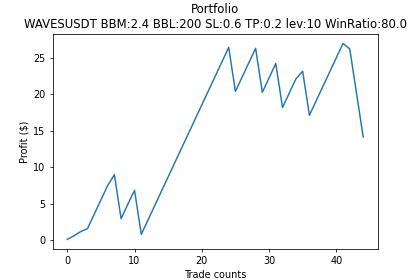 Portfolio
WAVESUSDT BBM:2.4 BBL:200 SL:0.6 TP:0.2 lev:10 WinRatio:80.0
25
20
15
10
5
0
Profit ($)
0 10 20 30 40
Trade counts